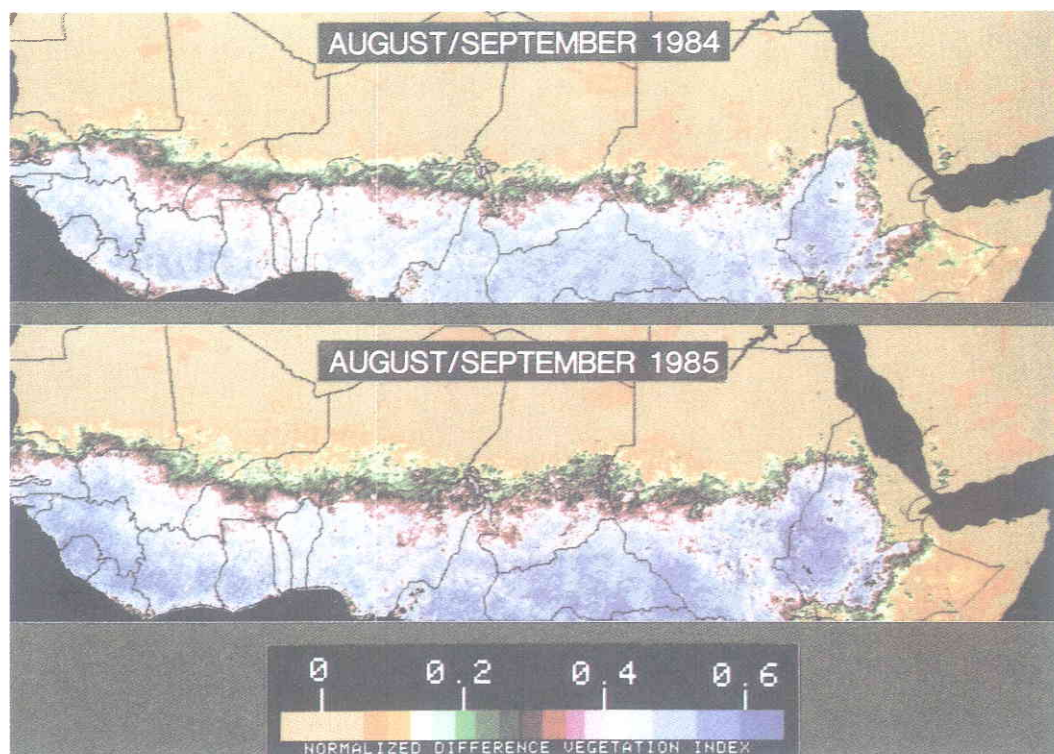 AUGUST/SEPTEMBER 1984
AUGUST/SEPTEMBER 1985
0 0.2 0.4 0.6
NORMALIZED DIFFERENCE VEGETATION INDEX